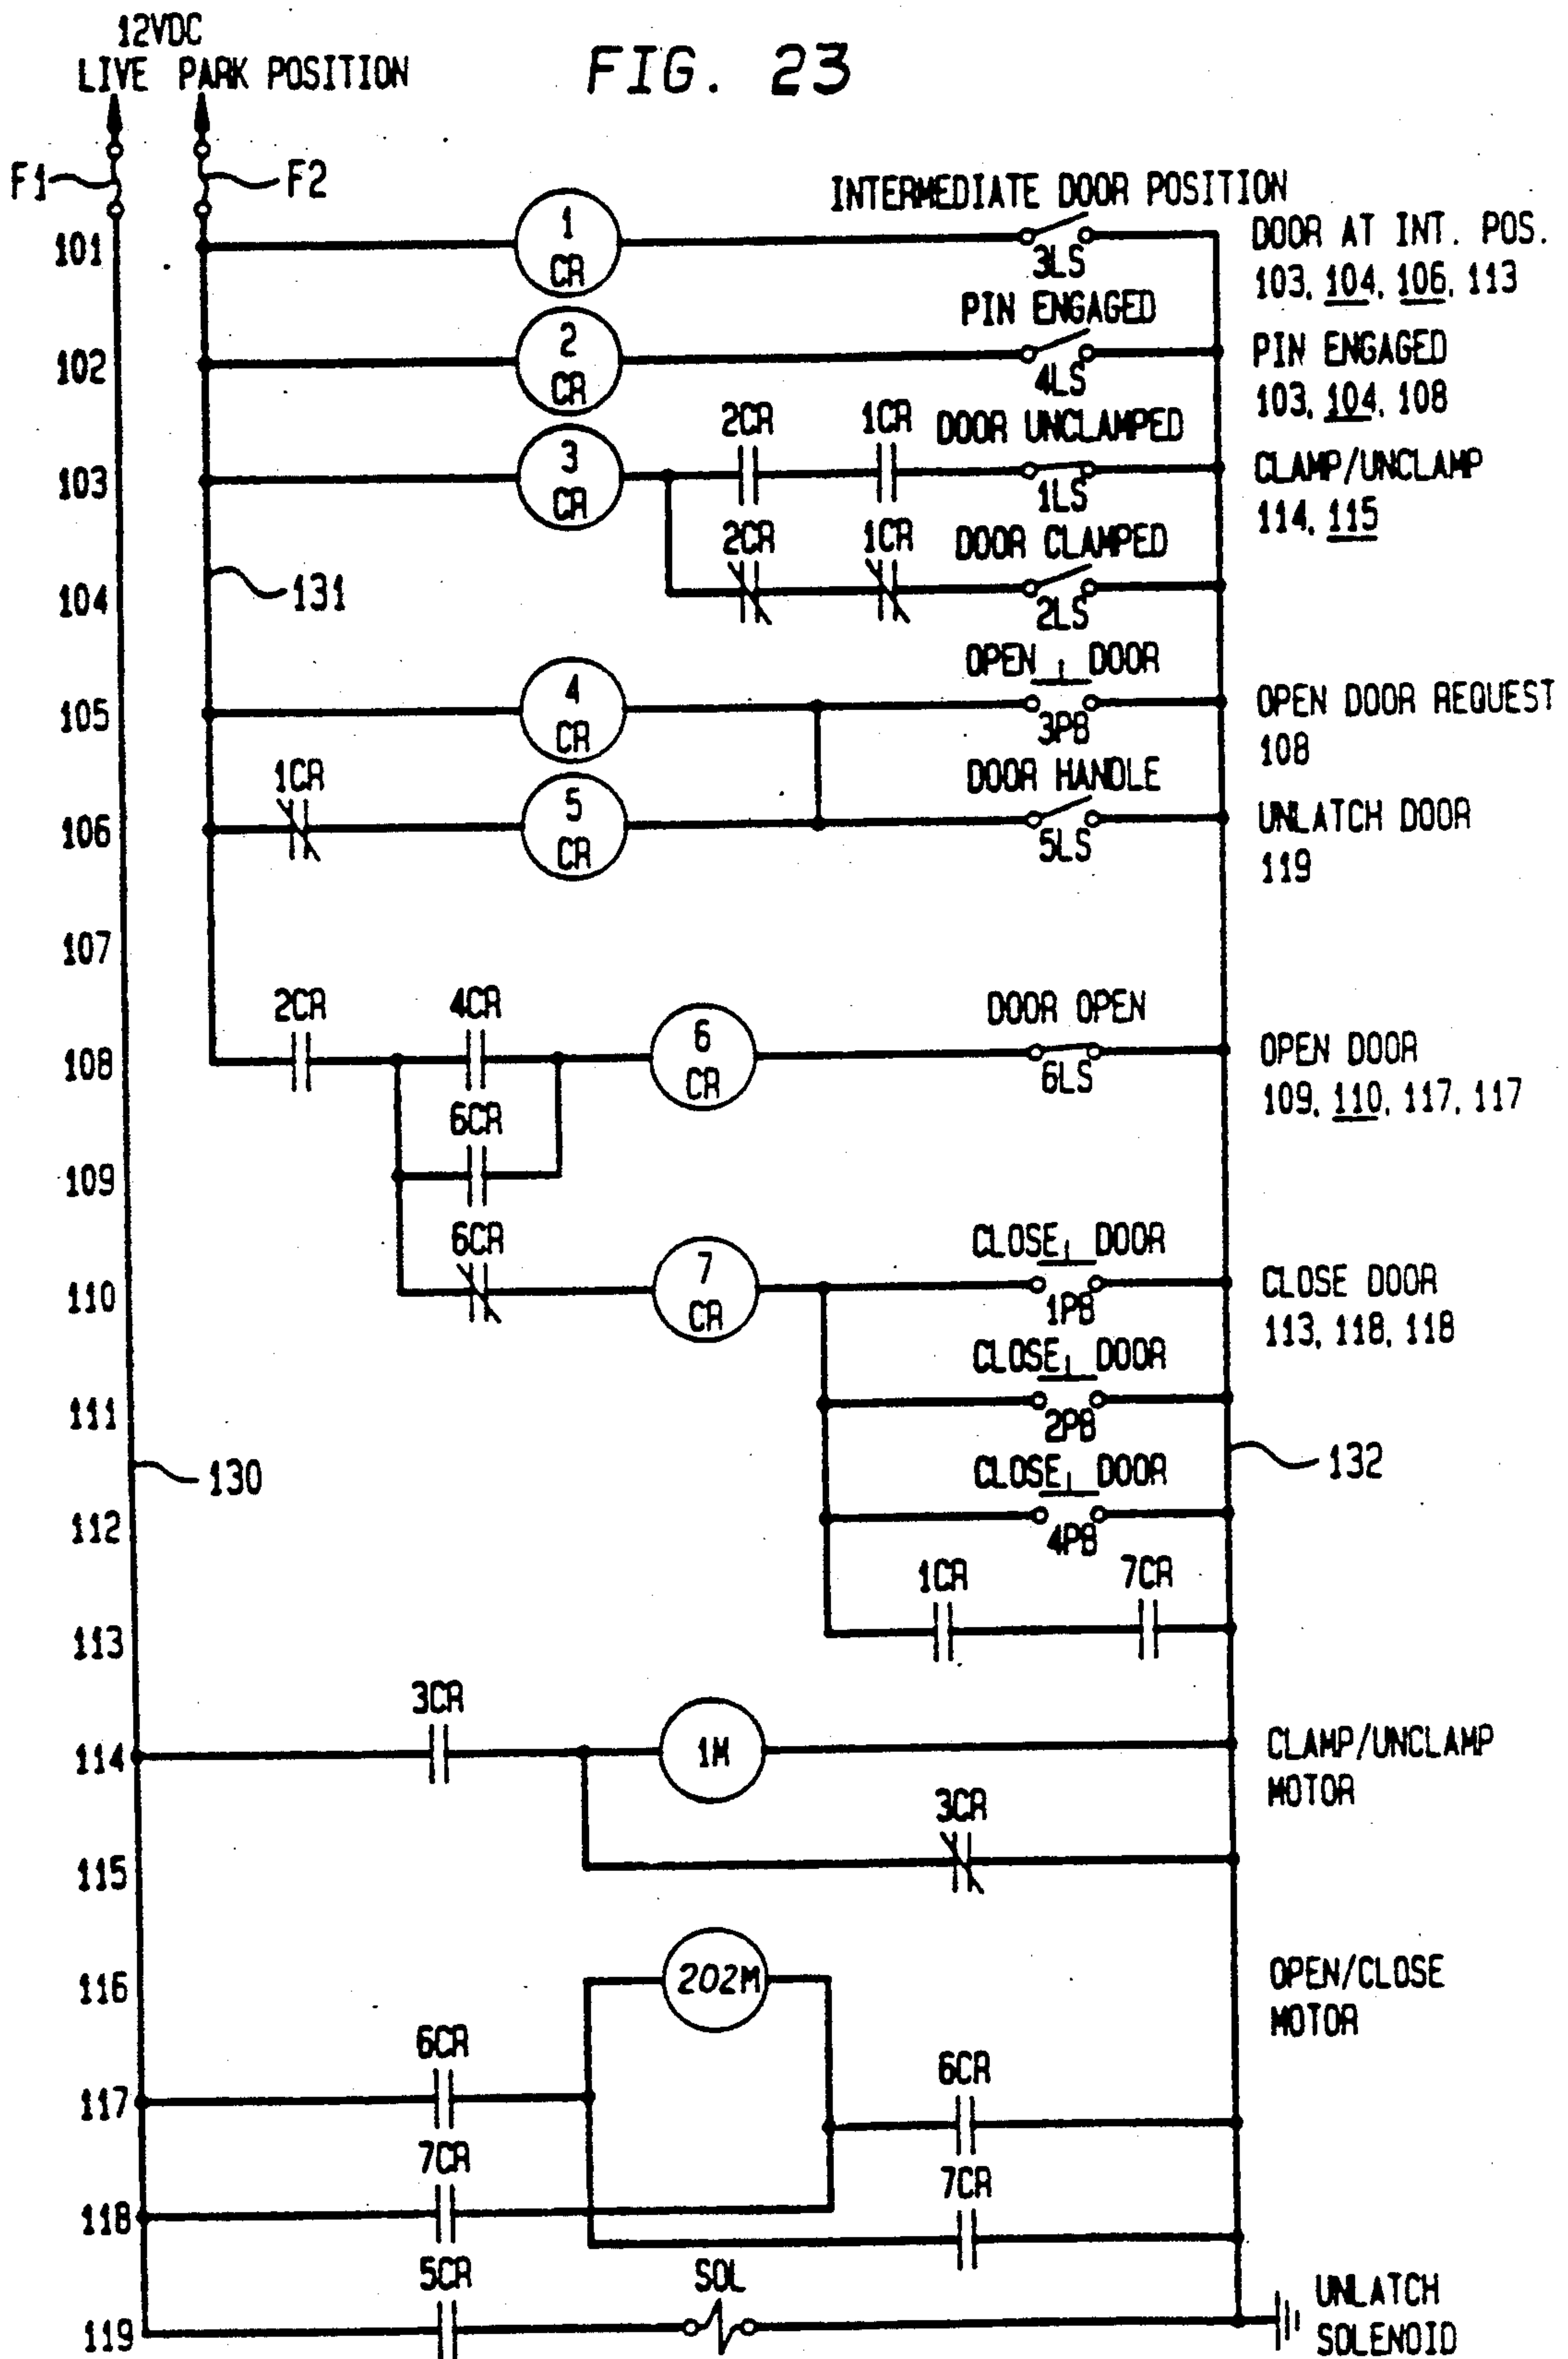 12VDC
LIVE PARK POSITION
FIG. 23
F1
F2
INTERMEDIATE DOOR POSITION
101
1
CR
3LS
DOOR AT INT. POS.
103, 104, 106, 113
PIN ENGAGED
102
2
CR
4LS
PIN ENGAGED
103, 104, 108
2CR
1CR
DOOR UNCLAMPED
103
3
CR
1LS
CLAMP/UNCLAMP
114, 115
2CR
1CR
DOOR CLAMPED
104
131
2LS
OPEN DOOR
105
4
CR
3PB
OPEN DOOR REQUEST
108
1CR
DOOR HANDLE
106
5
CR
5LS
UNLATCH DOOR
119
107
2CR
4CR
DOOR OPEN
108
6
CR
6LS
OPEN DOOR
109, 110, 117, 117
6CR
109
6CR
CLOSE DOOR
110
7
CR
1PB
CLOSE DOOR
113, 118, 118
CLOSE DOOR
111
2PB
130
132
CLOSE DOOR
112
4PB
1CR
7CR
113
3CR
114
1M
CLAMP/UNCLAMP
MOTOR
3CR
115
116
202M
OPEN/CLOSE
MOTOR
6CR
6CR
117
7CR
7CR
118
5CR
SOL
119
UNLATCH
SOLENOID